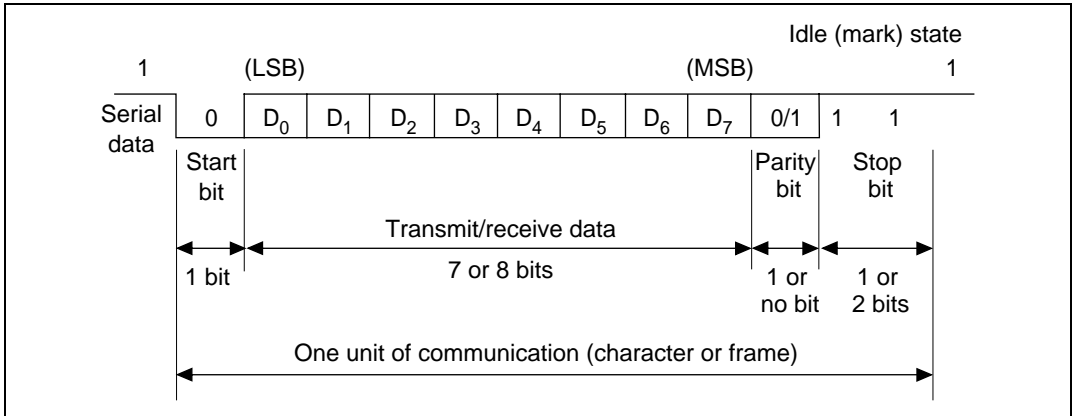 Idle (mark) state
1 (LSB) (MSB) 1
Serial data
0 D0 D1 D2 D3 D4 D5 D6 D7 0/1 1 1
Start bit
Parity bit
Stop bit
Transmit/receive data
1 bit
7 or 8 bits
1 or no bit
1 or 2 bits
One unit of communication (character or frame)